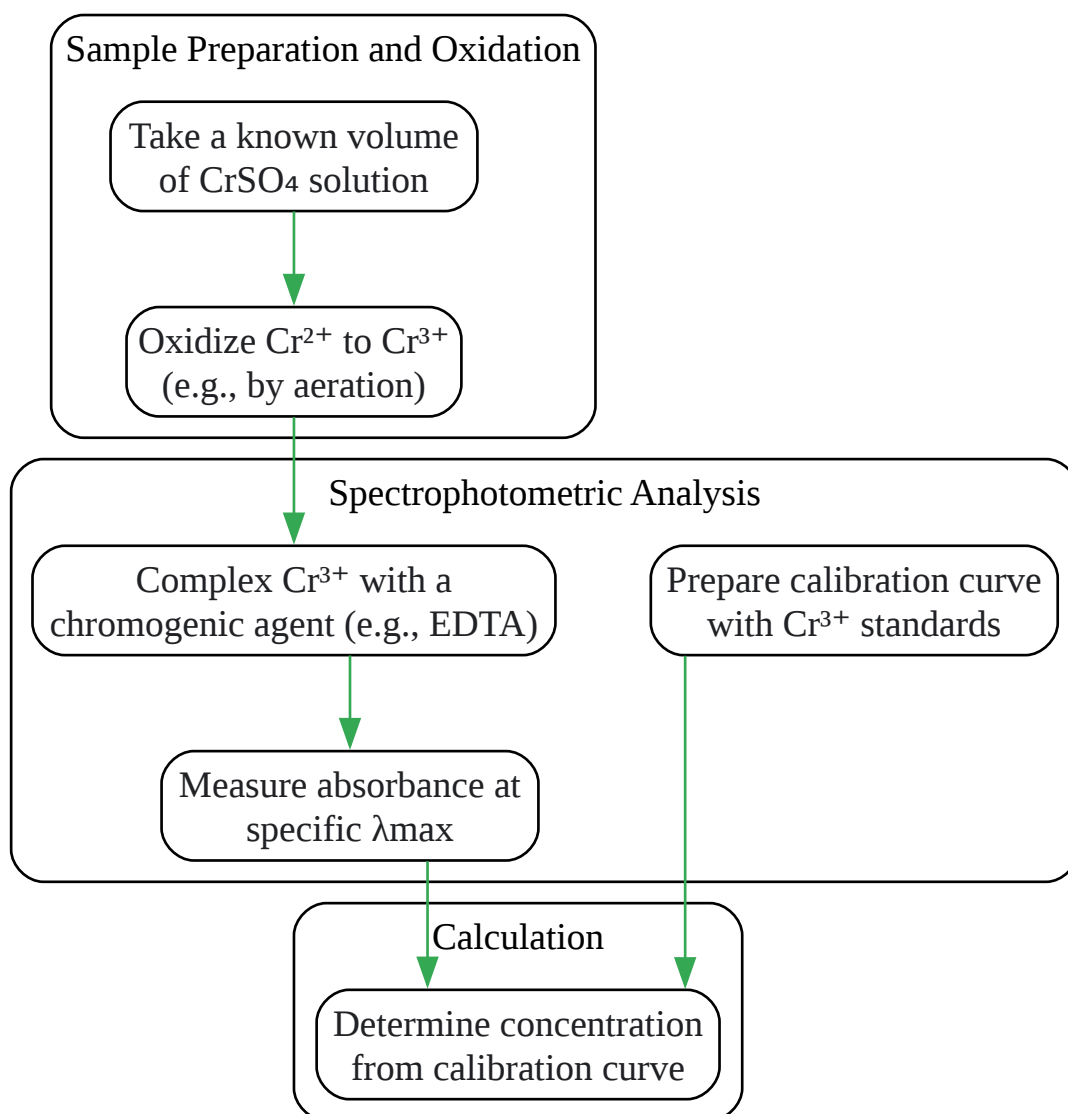 Sample Preparation and Oxidation
Take a known volume
of CrSO₄ solution
Oxidize Cr²⁺ to Cr³⁺
(e.g., by aeration)
Spectrophotometric Analysis
Complex Cr³⁺ with a
chromogenic agent (e.g., EDTA)
Prepare calibration curve
with Cr³⁺ standards
Measure absorbance at
specific λmax
Calculation
Determine concentration
from calibration curve